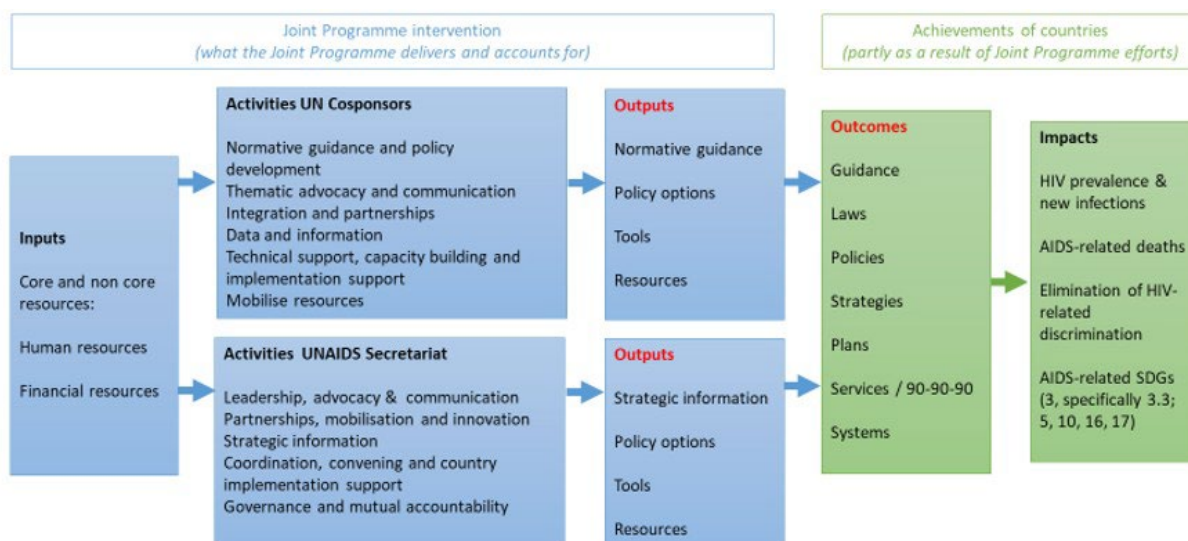 Joint Programme intervention
(what the Joint Programme delivers and accounts for)
Achievements of countries
(partly as a result of Joint Programme efforts)
Inputs
Core and non core
resources:
Human resources
Financial resources
Activities UN Cosponsors
Normative guidance and policy
development
Thematic advocacy and communication
Integration and partnerships
Data and information
Technical support, capacity building and
implementation support
Mobilise resources
Outputs
Normative guidance
Policy options
Tools
Resources
Activities UNAIDS Secretariat
Leadership, advocacy & communication
Partnerships, mobilisation and innovation
Strategic information
Coordination, convening and country
implementation support
Governance and mutual accountability
Outputs
Strategic information
Policy options
Tools
Resources
Outcomes
Guidance
Laws
Policies
Strategies
Plans
Services / 90-90-90
Systems
Impacts
HIV prevalence &
new infections
AIDS-related deaths
Elimination of HIV-
related
discrimination
AIDS-related SDGs
(3, specifically 3.3;
5, 10, 16, 17)